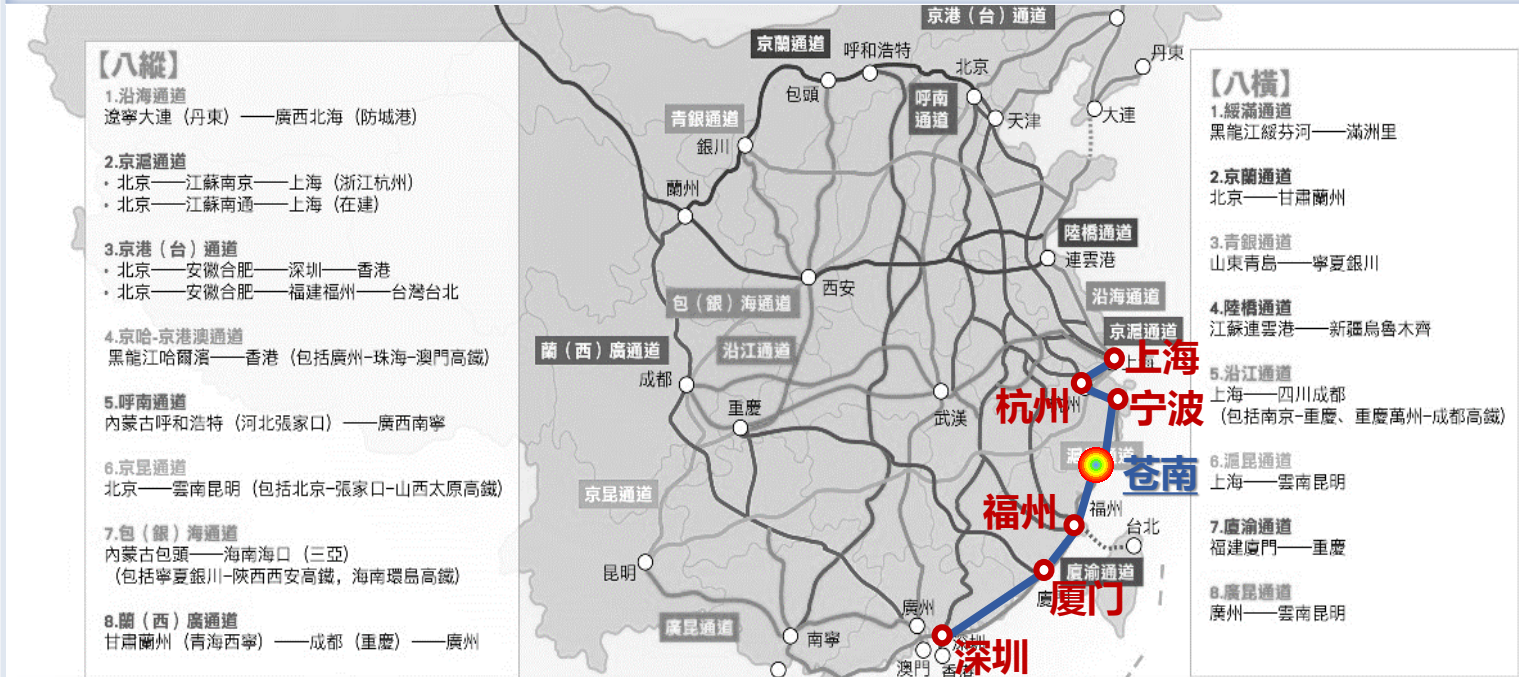 【八縱】
1.沿海通道
遼寧大連（丹東）——廣西北海（防城港）
2.京滬通道
· 北京——江蘇南京——上海（浙江杭州）
· 北京——江蘇南通——上海（在建）
3.京港（台）通道
· 北京——安徽合肥——深圳——香港
· 北京——安徽合肥——福建福州——台灣台北
4.京哈-京港澳通道
黑龍江哈爾濱——香港（包括廣州-珠海-澳門高鐵）
5.呼南通道
內蒙古呼和浩特（河北張家口）——廣西南寧
6.京昆通道
北京——雲南昆明（包括北京-張家口-山西太原高鐵）
7.包（銀）海通道
內蒙古包頭——海南海口（三亞）
（包括寧夏銀川-陝西西安高鐵，海南環島高鐵）
8.蘭（西）廣通道
甘肅蘭州（青海西寧）——成都（重慶）——廣州
京港（台）通道
京蘭通道
呼和浩特
北京
丹東
包頭
呼南
通道
大連
天津
青銀通道
銀川
蘭州
陸橋通道
連雲港
西安
沿海通道
包（銀）海通道
京滬通道
蘭（西）廣通道
沿江通道
上海
成都
杭州
宁波
重慶
武漢
苍南
京昆通道
福州
福州
台北
昆明
廈渝通道
厦门
廣州
廣昆通道
南寧
深圳
深圳
澳門
香港
【八橫】
1.綏滿通道
黑龍江綏芬河——滿洲里
2.京蘭通道
北京——甘肅蘭州
3.青銀通道
山東青島——寧夏銀川
4.陸橋通道
江蘇連雲港——新疆烏魯木齊
5.沿江通道
上海——四川成都
（包括南京-重慶、重慶萬州-成都高鐵）
6.滬昆通道
上海——雲南昆明
7.廈渝通道
福建廈門——重慶
8.廣昆通道
廣州——雲南昆明